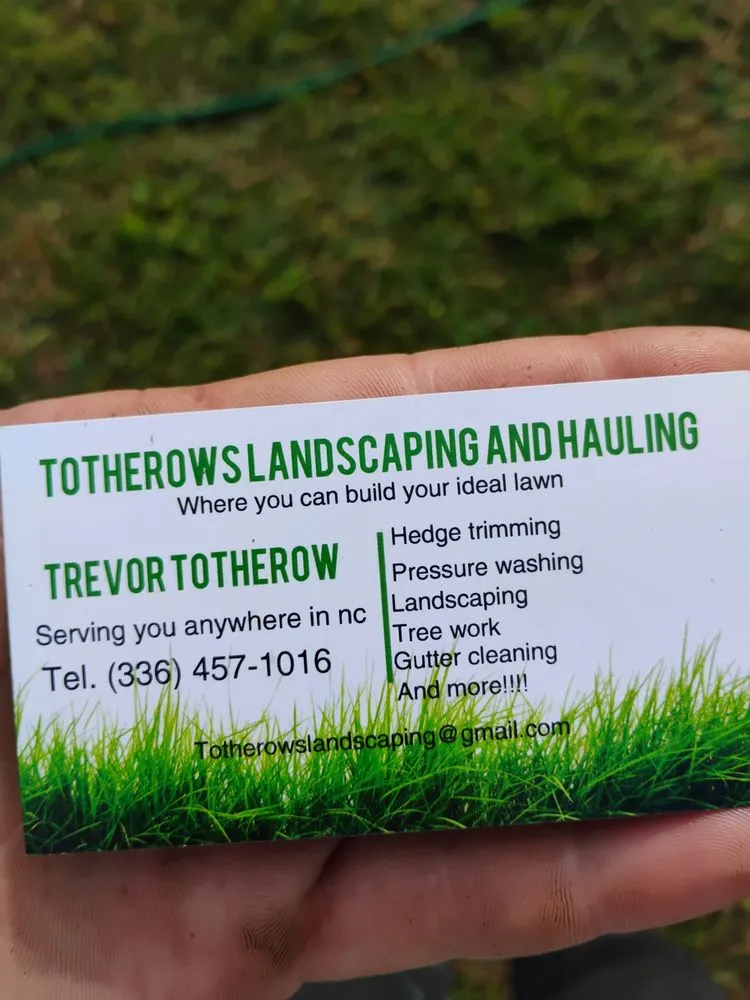 TOTHEROWS LANDSCAPING AND HAULING
Where you can build your ideal lawn
TREVOR TOTHEROW
Serving you anywhere in nc
Tel. (336) 457-1016
Hedge trimming
Pressure washing
Landscaping
Tree work
Gutter cleaning
And more!!!!
Totherowslandscaping@gmail.com